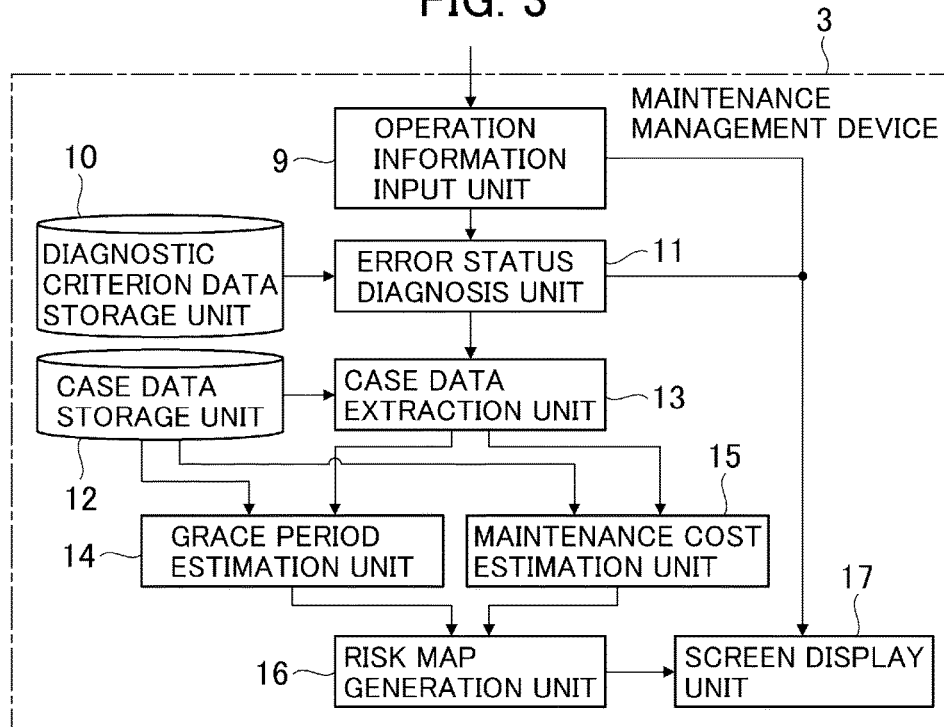 FIG. 3
3
MAINTENANCE
MANAGEMENT DEVICE
OPERATION
INFORMATION
INPUT UNIT
9
10
DIAGNOSTIC
CRITERION DATA
STORAGE UNIT
ERROR STATUS
DIAGNOSIS UNIT
11
CASE DATA
STORAGE UNIT
12
CASE DATA
EXTRACTION UNIT
13
14
GRACE PERIOD
ESTIMATION UNIT
15
MAINTENANCE COST
ESTIMATION UNIT
16
RISK MAP
GENERATION UNIT
17
SCREEN DISPLAY
UNIT